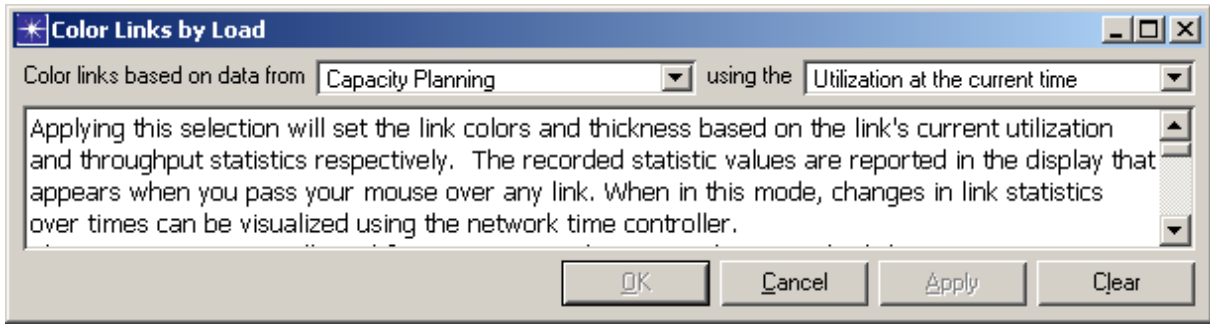 Color Links by Load
Color links based on data from Capacity Planning using the Utilization at the current time
Applying this selection will set the link colors and thickness based on the link's current utilization
and throughput statistics respectively.  The recorded statistic values are reported in the display that
appears when you pass your mouse over any link. When in this mode, changes in link statistics
over times can be visualized using the network time controller.
OK Cancel Apply Clear